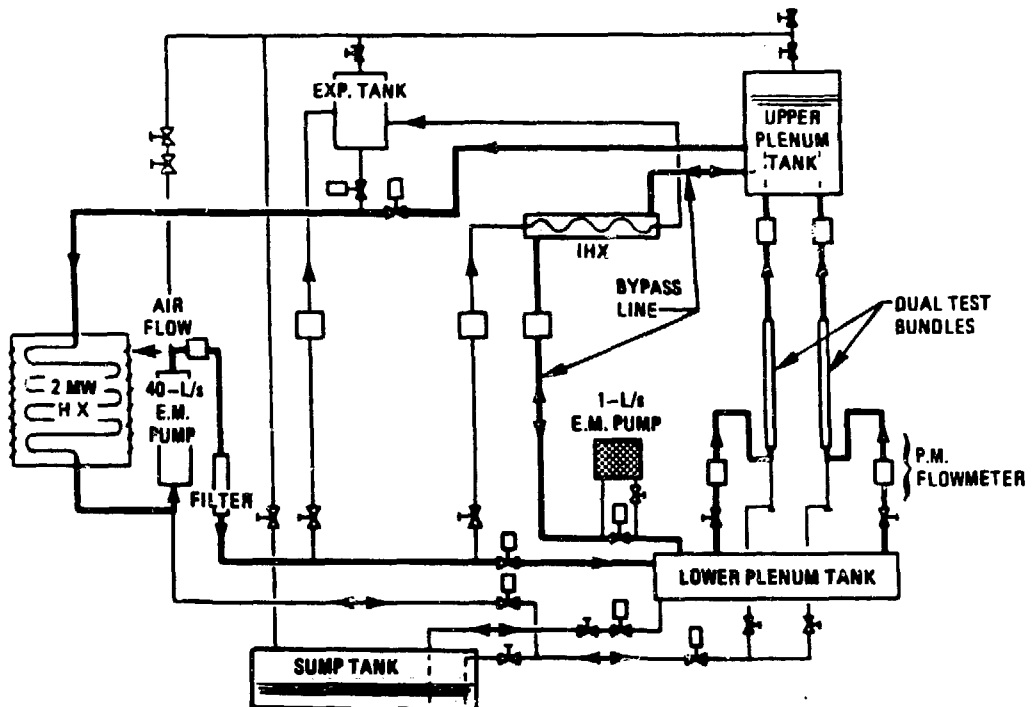 EXP. TANK
UPPER
PLENUM
TANK
IHX
BYPASS
LINE
DUAL TEST
BUNDLES
AIR
FLOW
2 MW
HX
40-L/s
E.M.
PUMP
1-L/s
E.M. PUMP
P.M.
FLOWMETER
FILTER
LOWER PLENUM TANK
SUMP TANK